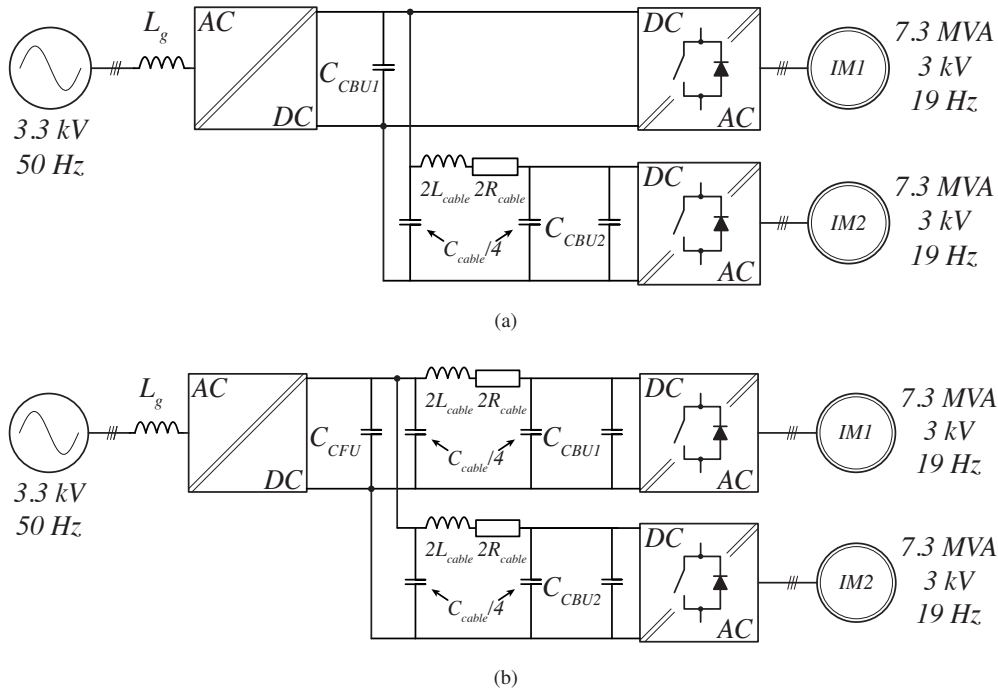 L_g
AC
DC
C_CBU1
DC
AC
IM1
7.3 MVA
3 kV
19 Hz
3.3 kV
50 Hz
2L_cable 2R_cable
C_cable/4
C_CBU2
DC
AC
IM2
7.3 MVA
3 kV
19 Hz
(a)
L_g
AC
DC
C_CFU
2L_cable 2R_cable
C_cable/4
C_CBU1
DC
AC
IM1
7.3 MVA
3 kV
19 Hz
3.3 kV
50 Hz
2L_cable 2R_cable
C_cable/4
C_CBU2
DC
AC
IM2
7.3 MVA
3 kV
19 Hz
(b)